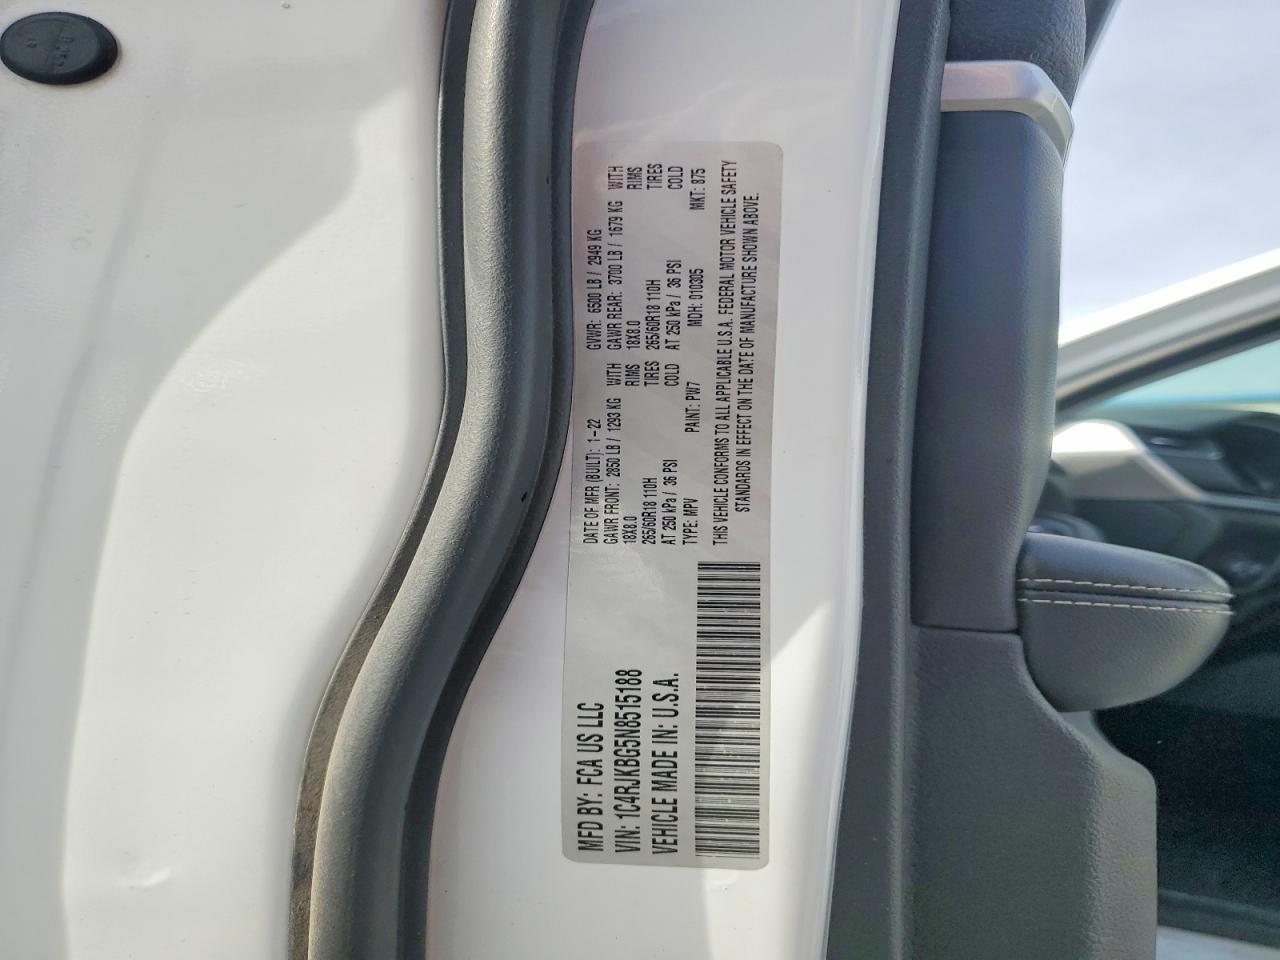 MFD BY: FCA US LLC
VIN: 1C4RJKBG5N8515188
VEHICLE MADE IN: U.S.A.
DATE OF MFR (BUILT): 1-22 GVWR: 6500 LB / 2949 KG
GAWR FRONT: 2850 LB / 1293 KG WITH GAWR REAR: 3700 LB / 1679 KG WITH
18X8.0 RIMS 18X8.0 RIMS
265/60R18 110H TIRES 265/60R18 110H TIRES
AT 250 kPa / 36 PSI COLD AT 250 kPa / 36 PSI COLD
TYPE: MPV PAINT: PW7 MDH: 010305 MKT: 875
THIS VEHICLE CONFORMS TO ALL APPLICABLE U.S.A. FEDERAL MOTOR VEHICLE SAFETY
STANDARDS IN EFFECT ON THE DATE OF MANUFACTURE SHOWN ABOVE.